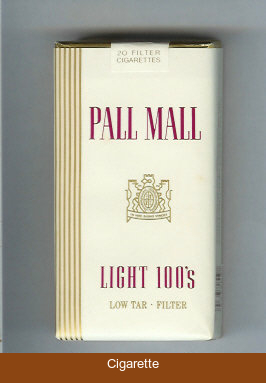 20 FILTER
CIGARETTES
PALL MALL
LIGHT 100's
LOW TAR · FILTER
Cigarette